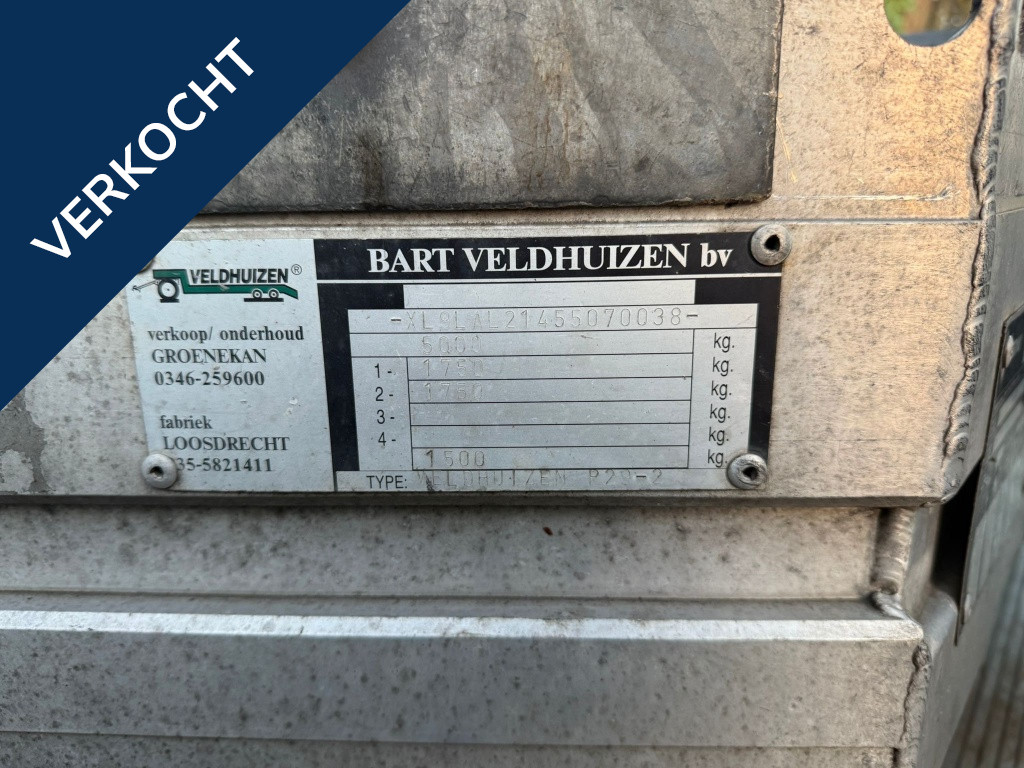 VERKOCHT
VELDHUIZEN®
verkoop/ onderhoud
GROENEKAN
0346-259600
fabriek
LOOSDRECHT
035-5821411
BART VELDHUIZEN bv
-XL9LAL21455070038-
5000 kg.
1- 1750 kg.
2- 1750 kg.
3- kg.
4- kg.
1500 kg.
TYPE: VELDHUIZEN P29-2